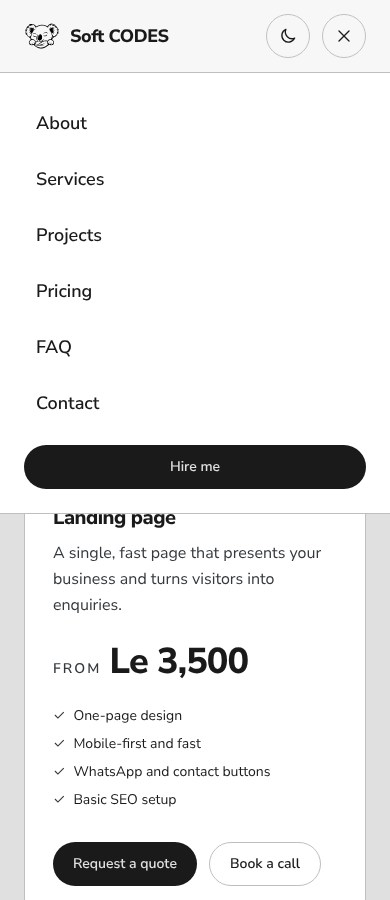 Soft CODES
About
Services
Projects
Pricing
FAQ
Contact
Hire me
Landing page
A single, fast page that presents your
business and turns visitors into
enquiries.
FROM Le 3,500
One-page design
Mobile-first and fast
WhatsApp and contact buttons
Basic SEO setup
Request a quote Book a call